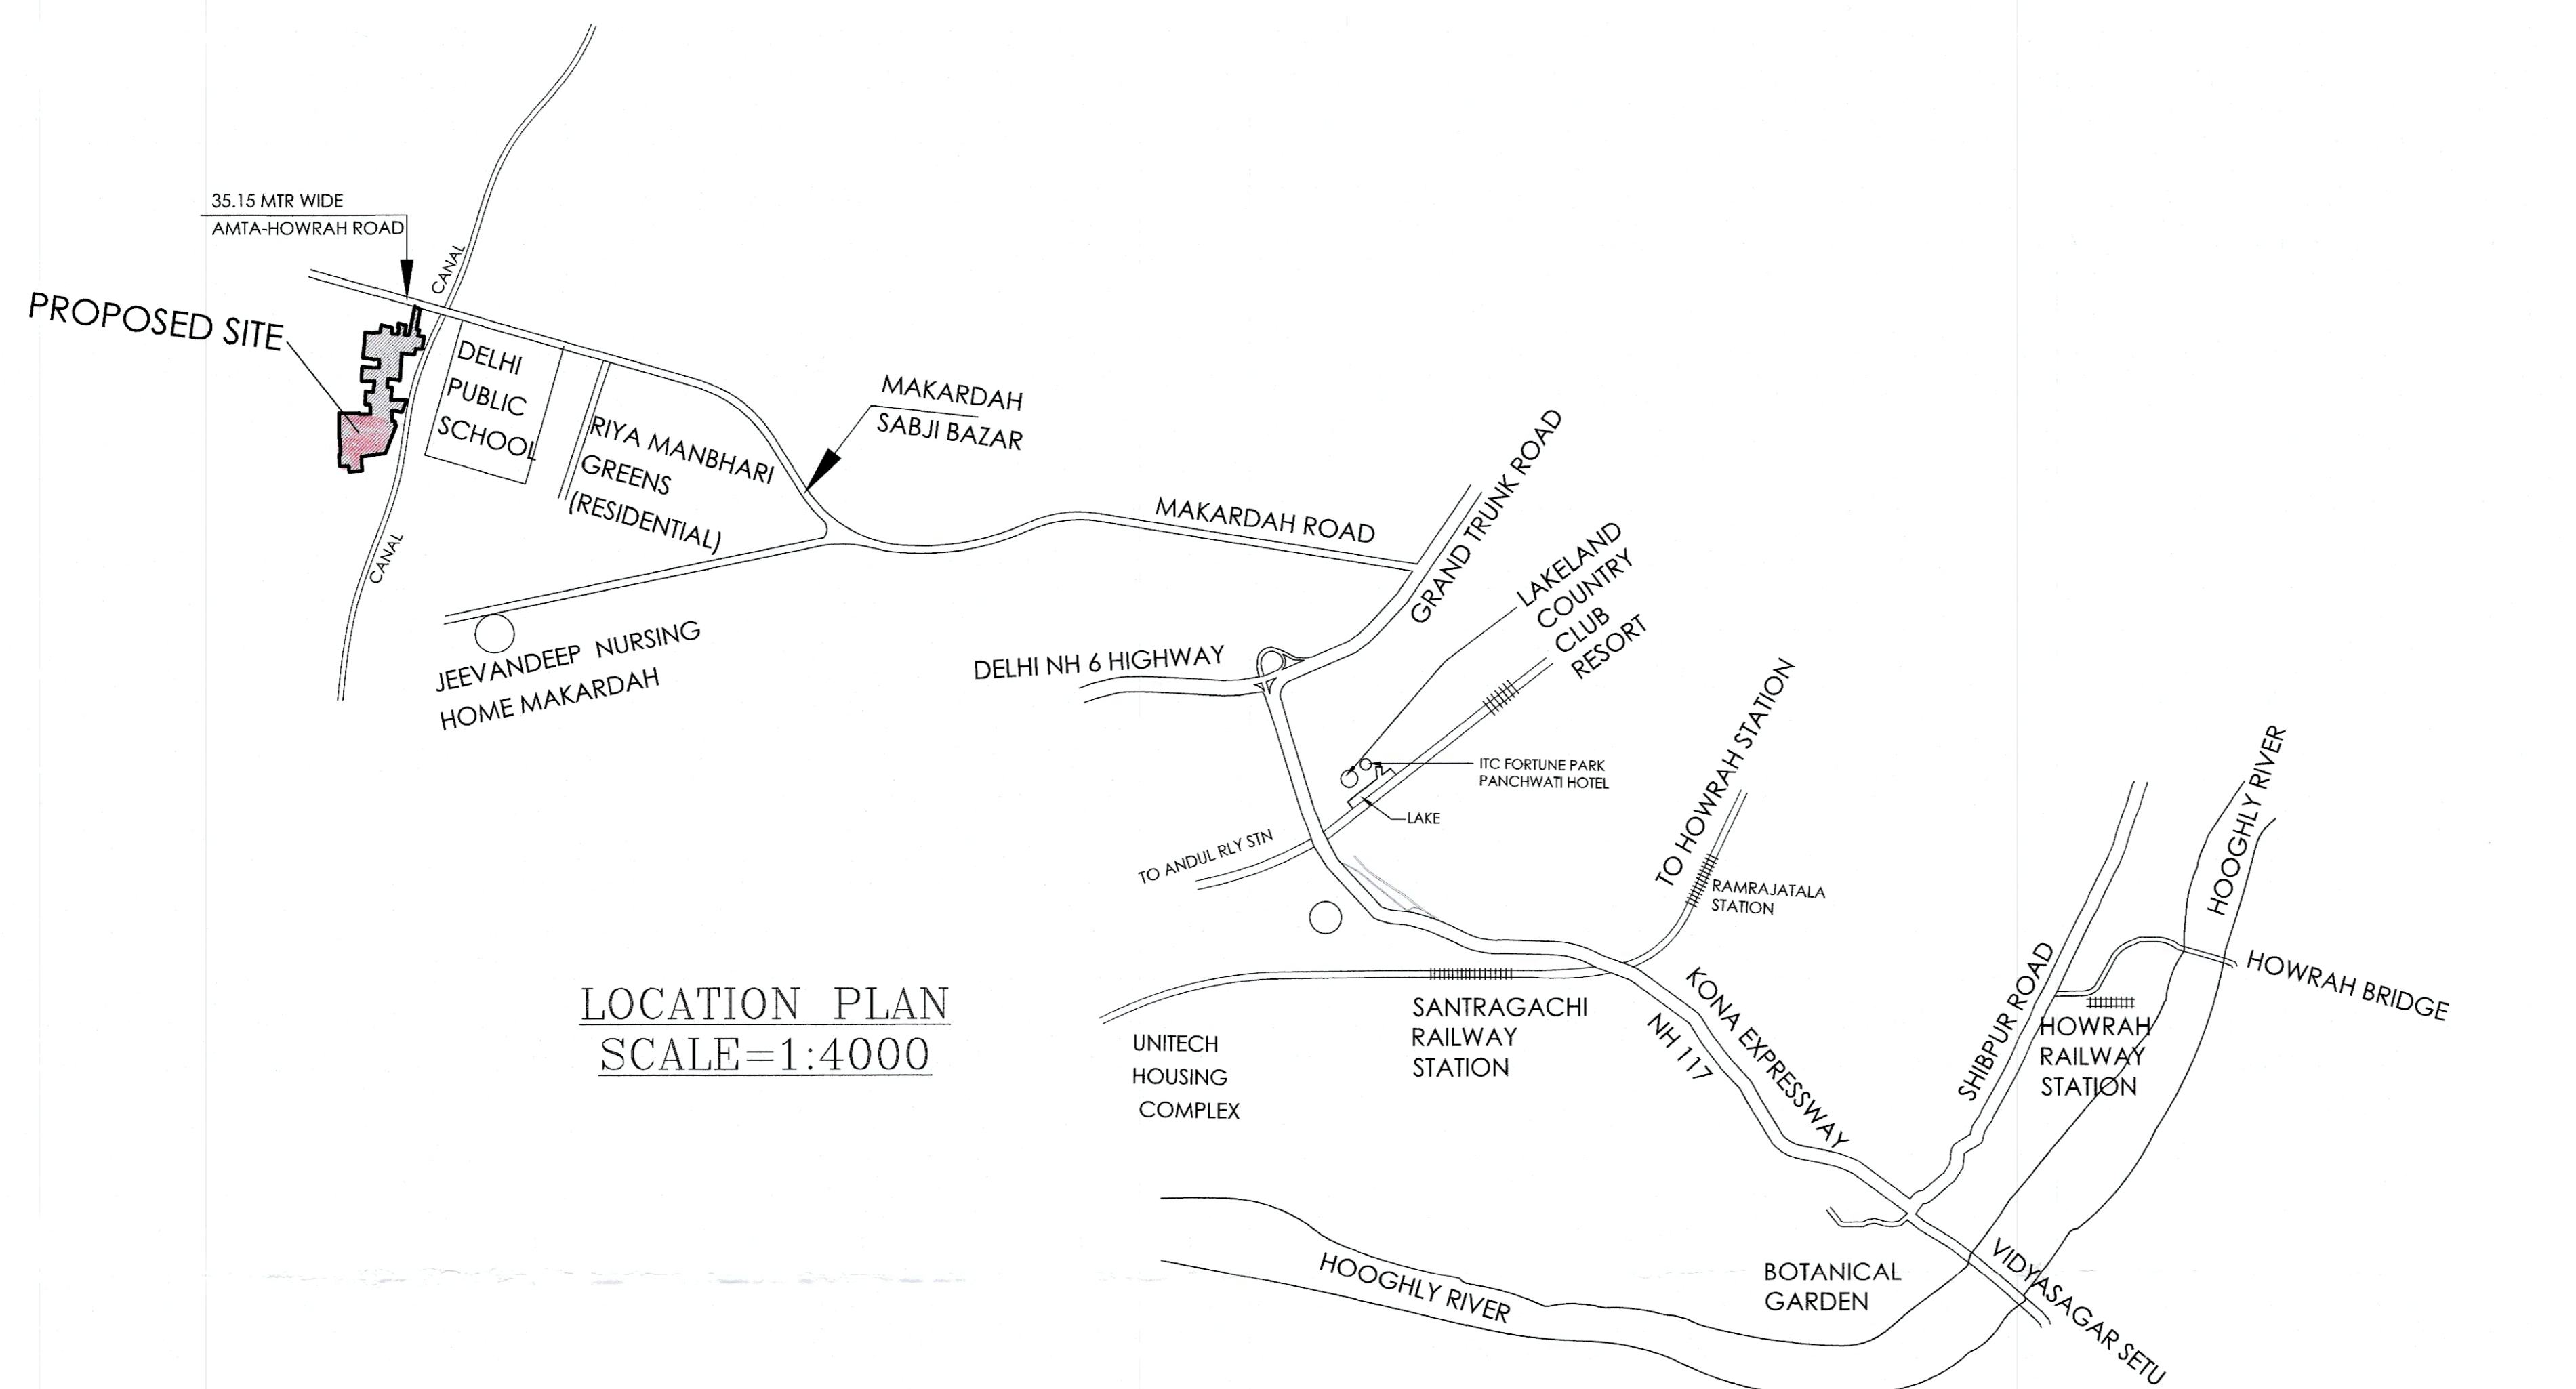 35.15 MTR WIDE
AMTA-HOWRAH ROAD
CANAL
PROPOSED SITE
DELHI
PUBLIC
SCHOOL
RIYA MANBHARI
GREENS
(RESIDENTIAL)
MAKARDAH
SABJI BAZAR
CANAL
JEEVANDEEP NURSING
HOME MAKARDAH
MAKARDAH ROAD
GRAND TRUNK ROAD
LAKELAND
COUNTRY
CLUB
RESORT
DELHI NH 6 HIGHWAY
ITC FORTUNE PARK
PANCHWATI HOTEL
LAKE
TO ANDUL RLY STN
TO HOWRAH STATION
RAMRAJATALA
STATION
HOOGHLY RIVER
HOWRAH BRIDGE
SHIBPUR ROAD
HOWRAH
RAILWAY
STATION
LOCATION PLAN
SCALE=1:4000
SANTRAGACHI
RAILWAY
STATION
KONA EXPRESSWAY
NH 117
UNITECH
HOUSING
COMPLEX
HOOGHLY RIVER
BOTANICAL
GARDEN
VIDYASAGAR SETU